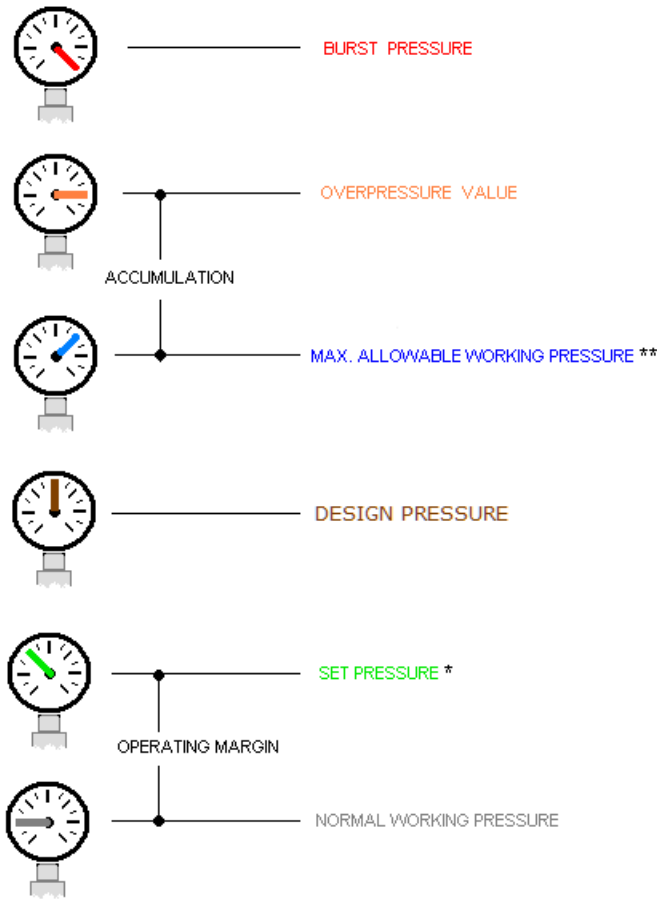 BURST PRESSURE
OVERPRESSURE VALUE
ACCUMULATION
MAX. ALLOWABLE WORKING PRESSURE **
DESIGN PRESSURE
SET PRESSURE *
OPERATING MARGIN
NORMAL WORKING PRESSURE